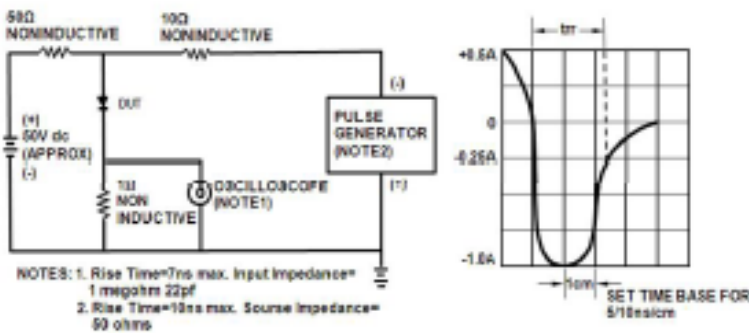 50Ω
NONINDUCTIVE
10Ω
NONINDUCTIVE
DUT
(+)
50V dc
(APPROX)
(-)
1Ω
NON
INDUCTIVE
OSCILLOSCOPE
(NOTE1)
(-)
PULSE
GENERATOR
(NOTE2)
(+)
NOTES: 1. Rise Time=7ns max. Input Impedance=
1 megohm 22pf
2. Rise Time=10ns max. Sourse Impedance=
50 ohms
trr
+0.5A
0
-0.25A
-1.0A
1cm
SET TIME BASE FOR
5/10ns/cm